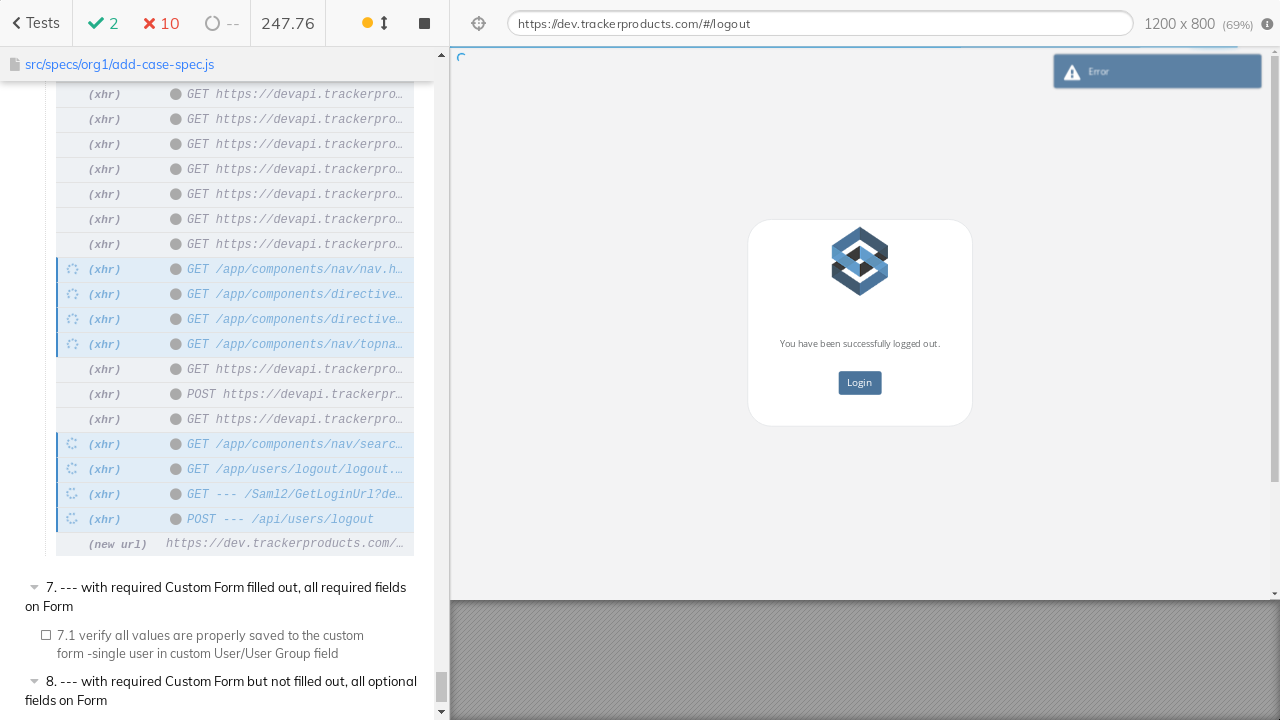 Tests
2
10
--
247.76
https://dev.trackerproducts.com/#/logout
1200 x 800 (69%)
src/specs/org1/add-case-spec.js
(xhr) GET https://devapi.trackerpro…
(xhr) GET https://devapi.trackerpro…
(xhr) GET https://devapi.trackerpro…
(xhr) GET https://devapi.trackerpro…
(xhr) GET https://devapi.trackerpro…
(xhr) GET https://devapi.trackerpro…
(xhr) GET https://devapi.trackerpro…
(xhr) GET /app/components/nav/nav.h…
(xhr) GET /app/components/directive…
(xhr) GET /app/components/directive…
(xhr) GET /app/components/nav/topna…
(xhr) GET https://devapi.trackerpro…
(xhr) POST https://devapi.trackerpr…
(xhr) GET https://devapi.trackerpro…
(xhr) GET /app/components/nav/searc…
(xhr) GET /app/users/logout/logout.…
(xhr) GET --- /Saml2/GetLoginUrl?de…
(xhr) POST --- /api/users/logout
(new url) https://dev.trackerproducts.com/…
7. --- with required Custom Form filled out, all required fields
on Form
7.1 verify all values are properly saved to the custom
form -single user in custom User/User Group field
8. --- with required Custom Form but not filled out, all optional
fields on Form
Error
You have been successfully logged out.
Login